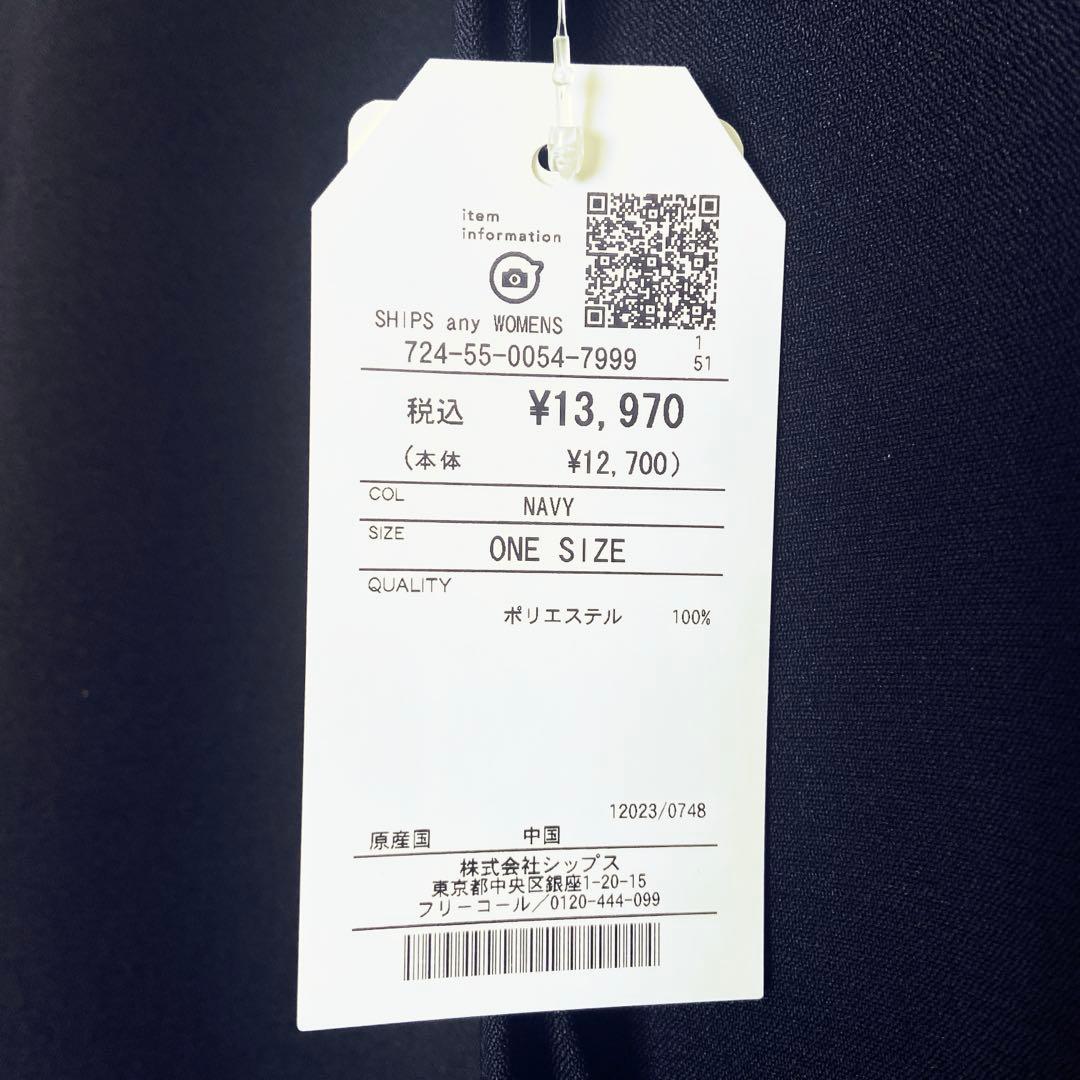 item
information
SHIPS any WOMENS
724-55-0054-7999
1
51
税込 ¥13,970
(本体 ¥12,700)
COL NAVY
SIZE ONE SIZE
QUALITY
ポリエステル 100%
12023/0748
原産国 中国
株式会社シップス
東京都中央区銀座1-20-15
フリーコール／0120-444-099